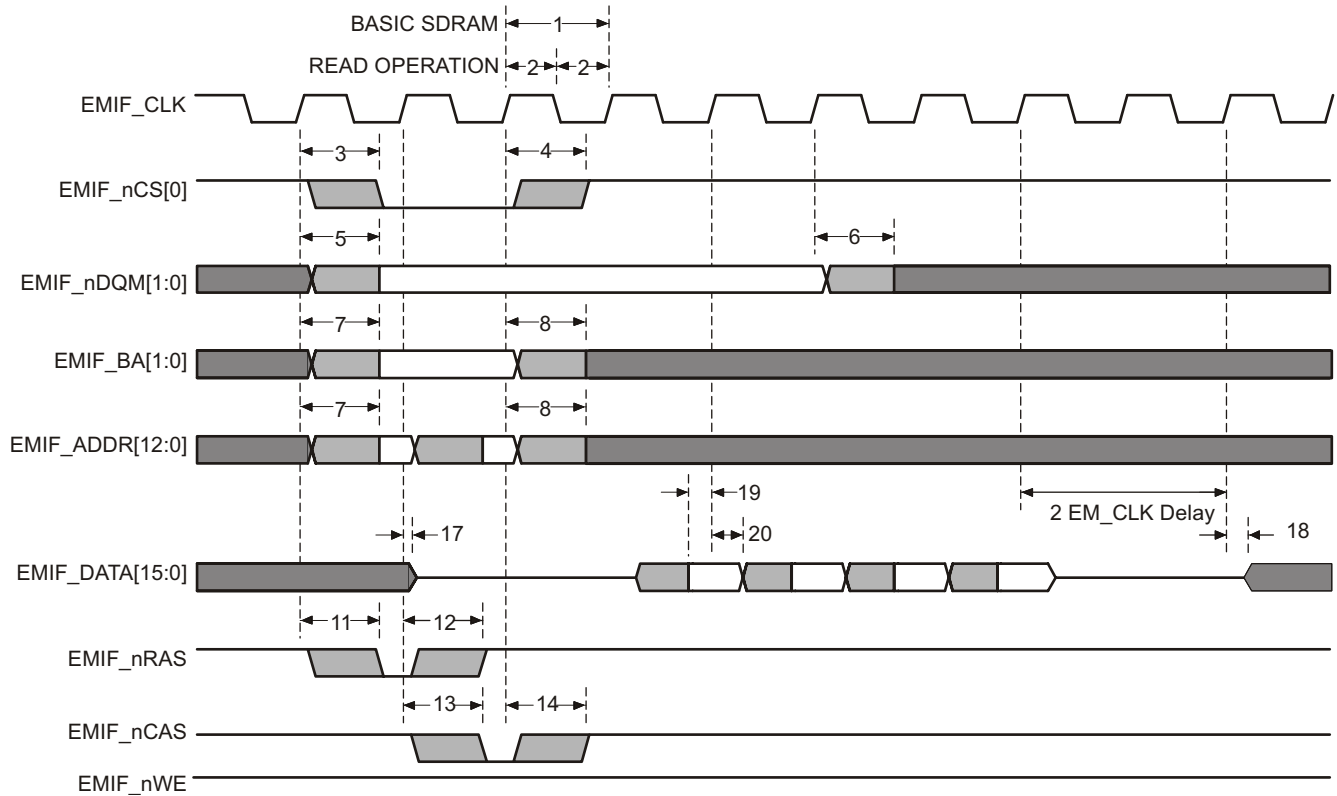 BASIC SDRAM 1
READ OPERATION 2 2
EMIF_CLK
3 4
EMIF_nCS[0]
5 6
EMIF_nDQM[1:0]
7 8
EMIF_BA[1:0]
7 8
EMIF_ADDR[12:0]
19
2 EM_CLK Delay
17 20 18
EMIF_DATA[15:0]
11 12
EMIF_nRAS
13 14
EMIF_nCAS
EMIF_nWE